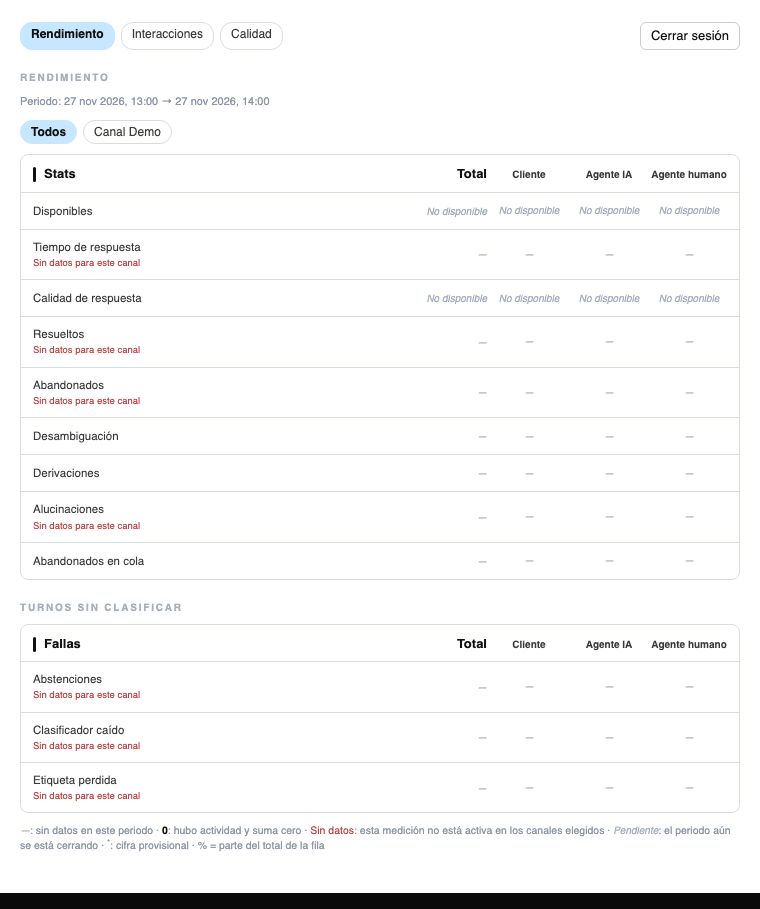 Rendimiento Interacciones Calidad Cerrar sesión
RENDIMIENTO
Periodo: 27 nov 2026, 13:00 → 27 nov 2026, 14:00
Todos Canal Demo
Stats Total Cliente Agente IA Agente humano
Disponibles No disponible No disponible No disponible No disponible
Tiempo de respuesta
Sin datos para este canal
— — — —
Calidad de respuesta No disponible No disponible No disponible No disponible
Resueltos
Sin datos para este canal
— — — —
Abandonados
Sin datos para este canal
— — — —
Desambiguación — — — —
Derivaciones — — — —
Alucinaciones
Sin datos para este canal
— — — —
Abandonados en cola — — — —
TURNOS SIN CLASIFICAR
Fallas Total Cliente Agente IA Agente humano
Abstenciones
Sin datos para este canal
— — — —
Clasificador caído
Sin datos para este canal
— — — —
Etiqueta perdida
Sin datos para este canal
— — — —
—: sin datos en este periodo · 0: hubo actividad y suma cero · Sin datos: esta medición no está activa en los canales elegidos · Pendiente: el periodo aún
se está cerrando · *: cifra provisional · % = parte del total de la fila